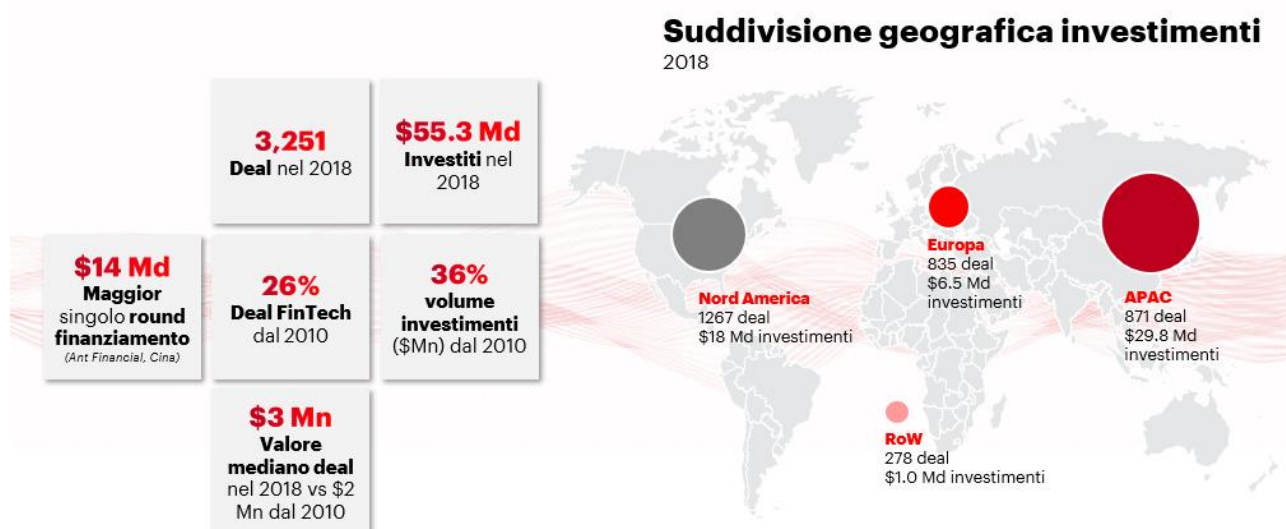 Suddivisione geografica investimenti
2018
3,251
Deal nel 2018
$55.3 Md
Investiti nel
2018
$14 Md
Maggior
singolo round
finanziamento
(Ant Financial, Cina)
26%
Deal FinTech
dal 2010
36%
volume
investimenti
($Mn) dal 2010
$3 Mn
Valore
mediano deal
nel 2018 vs $2
Mn dal 2010
Nord America
1267 deal
$18 Md investimenti
Europa
835 deal
$6.5 Md
investimenti
APAC
871 deal
$29.8 Md
investimenti
RoW
278 deal
$1.0 Md investimenti